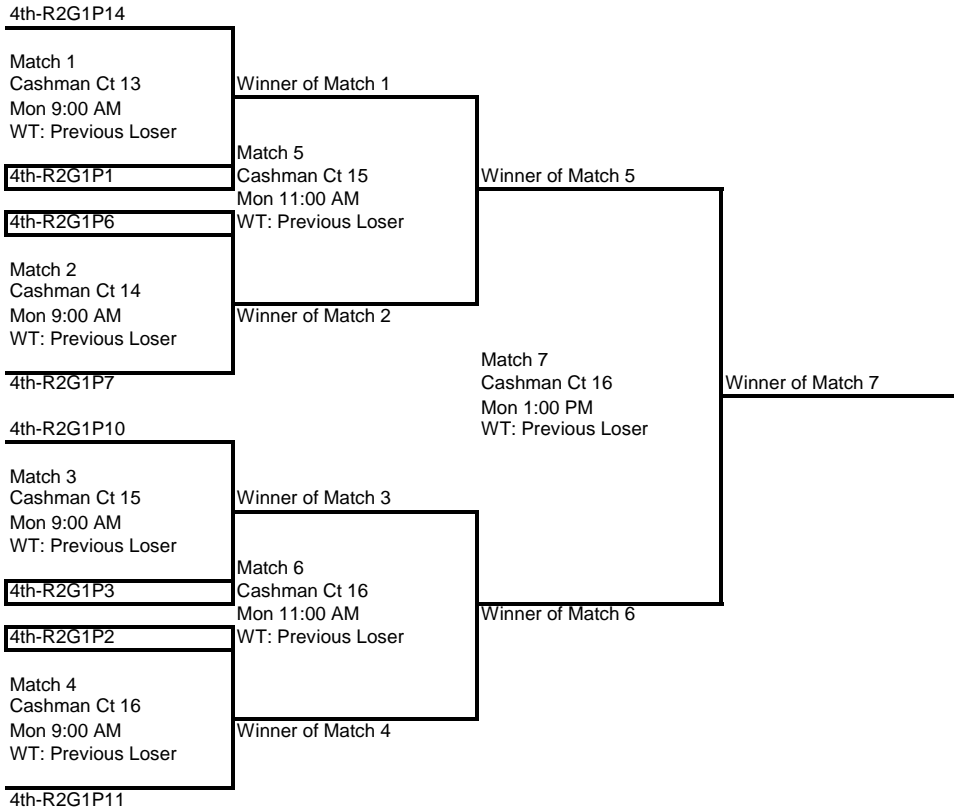 4th-R2G1P14
Match 1
Cashman Ct 13
Mon 9:00 AM
WT: Previous Loser
4th-R2G1P1
4th-R2G1P6
Match 2
Cashman Ct 14
Mon 9:00 AM
WT: Previous Loser
4th-R2G1P7
4th-R2G1P10
Match 3
Cashman Ct 15
Mon 9:00 AM
WT: Previous Loser
4th-R2G1P3
4th-R2G1P2
Match 4
Cashman Ct 16
Mon 9:00 AM
WT: Previous Loser
4th-R2G1P11
Winner of Match 1
Match 5
Cashman Ct 15
Mon 11:00 AM
WT: Previous Loser
Winner of Match 2
Winner of Match 3
Match 6
Cashman Ct 16
Mon 11:00 AM
WT: Previous Loser
Winner of Match 4
Winner of Match 5
Match 7
Cashman Ct 16
Mon 1:00 PM
WT: Previous Loser
Winner of Match 6
Winner of Match 7